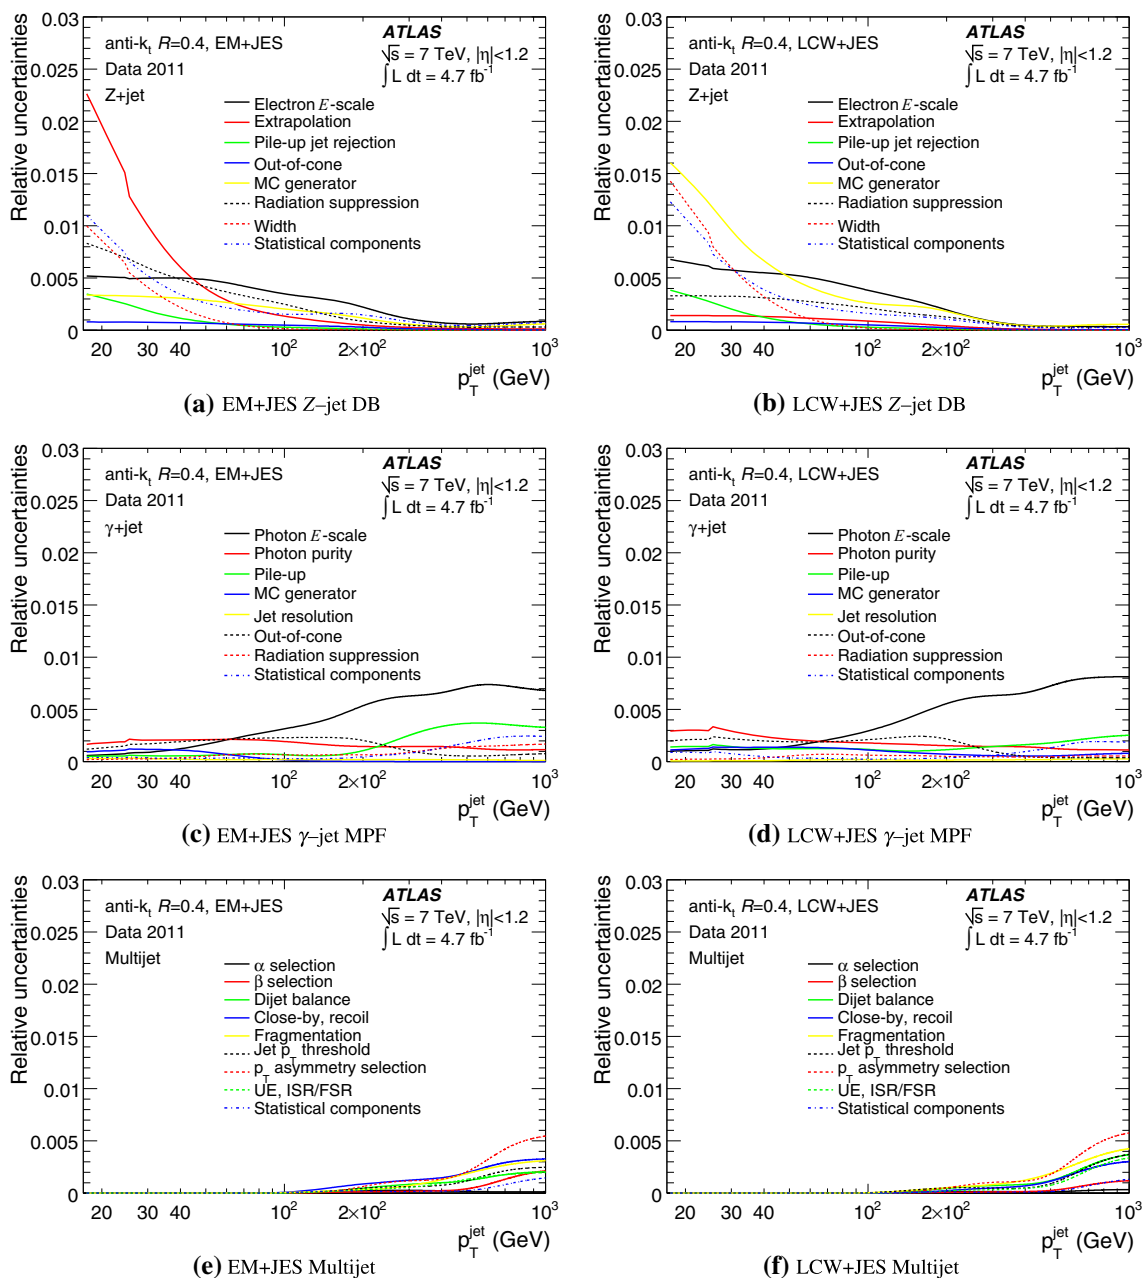 Relative uncertainties
0.03
0.025
0.02
0.015
0.01
0.005
0
anti-kt R=0.4, EM+JES
Data 2011
Z+jet
ATLAS
√s = 7 TeV, |η|<1.2
∫ L dt = 4.7 fb⁻¹
Electron E-scale
Extrapolation
Pile-up jet rejection
Out-of-cone
MC generator
Radiation suppression
Width
Statistical components
20 30 40 10² 2×10² 10³
pTjet (GeV)
(a) EM+JES Z–jet DB
Relative uncertainties
0.03
0.025
0.02
0.015
0.01
0.005
0
anti-kt R=0.4, LCW+JES
Data 2011
Z+jet
ATLAS
√s = 7 TeV, |η|<1.2
∫ L dt = 4.7 fb⁻¹
Electron E-scale
Extrapolation
Pile-up jet rejection
Out-of-cone
MC generator
Radiation suppression
Width
Statistical components
20 30 40 10² 2×10² 10³
pTjet (GeV)
(b) LCW+JES Z–jet DB
Relative uncertainties
0.03
0.025
0.02
0.015
0.01
0.005
0
anti-kt R=0.4, EM+JES
Data 2011
γ+jet
ATLAS
√s = 7 TeV, |η|<1.2
∫ L dt = 4.7 fb⁻¹
Photon E-scale
Photon purity
Pile-up
MC generator
Jet resolution
Out-of-cone
Radiation suppression
Statistical components
20 30 40 10² 2×10² 10³
pTjet (GeV)
(c) EM+JES γ–jet MPF
Relative uncertainties
0.03
0.025
0.02
0.015
0.01
0.005
0
anti-kt R=0.4, LCW+JES
Data 2011
γ+jet
ATLAS
√s = 7 TeV, |η|<1.2
∫ L dt = 4.7 fb⁻¹
Photon E-scale
Photon purity
Pile-up
MC generator
Jet resolution
Out-of-cone
Radiation suppression
Statistical components
20 30 40 10² 2×10² 10³
pTjet (GeV)
(d) LCW+JES γ–jet MPF
Relative uncertainties
0.03
0.025
0.02
0.015
0.01
0.005
0
anti-kt R=0.4, EM+JES
Data 2011
Multijet
ATLAS
√s = 7 TeV, |η|<1.2
∫ L dt = 4.7 fb⁻¹
α selection
β selection
Dijet balance
Close-by, recoil
Fragmentation
Jet pT threshold
pT asymmetry selection
UE, ISR/FSR
Statistical components
20 30 40 10² 2×10² 10³
pTjet (GeV)
(e) EM+JES Multijet
Relative uncertainties
0.03
0.025
0.02
0.015
0.01
0.005
0
anti-kt R=0.4, LCW+JES
Data 2011
Multijet
ATLAS
√s = 7 TeV, |η|<1.2
∫ L dt = 4.7 fb⁻¹
α selection
β selection
Dijet balance
Close-by, recoil
Fragmentation
Jet pT threshold
pT asymmetry selection
UE, ISR/FSR
Statistical components
20 30 40 10² 2×10² 10³
pTjet (GeV)
(f) LCW+JES Multijet